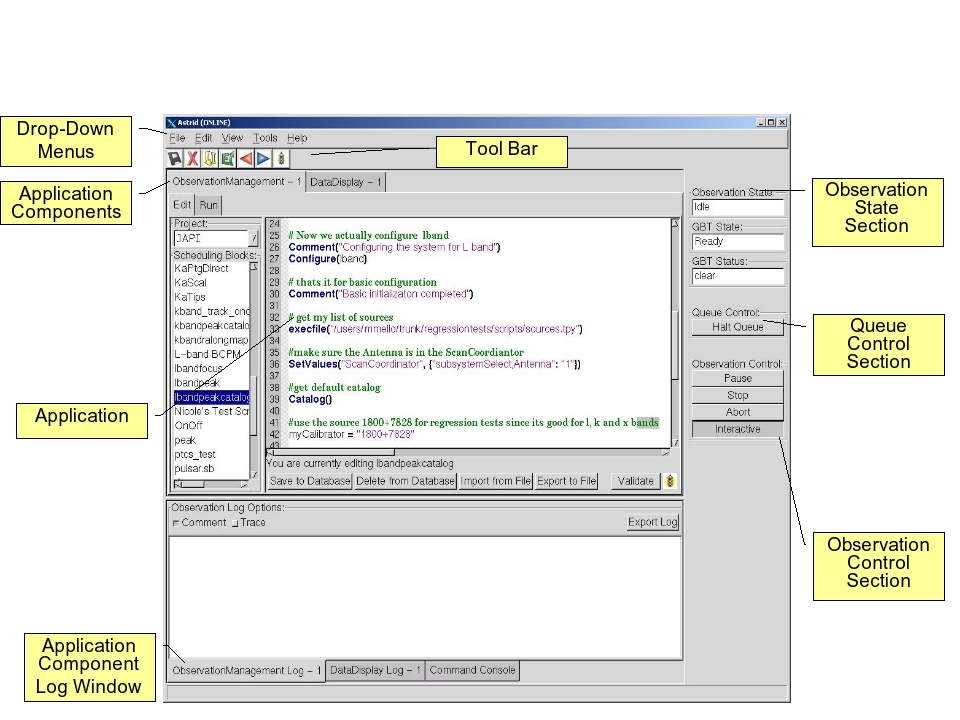 Drop-Down
Menus
Application
Components
Application
Application
Component
Log Window
Tool Bar
Observation
State
Section
Queue
Control
Section
Observation
Control
Section
Astrid (ONLINE)
File Edit View Tools Help
ObservationManagement – 1 DataDisplay – 1
Edit Run
Project:
JAPI
Scheduling Blocks:
KaPtgDirect
KaScal
KaTips
kband_track_onc
kbandpeakcatalo
kbandralongmap
L-band BCPM
lbandfocus
lbandpeak
lbandpeakcatalog
Nicole's Test Scr
OnOff
peak
ptcs_test
pulsar.sb
24
25 # Now we actually configure lband
26 Comment("Configuring the system for L band")
27 Configure(lband)
28
29 # thats it for basic configuration
30 Comment("Basic initializaton completed")
31
32 # get my list of sources
33 execfile("/users/mmello/trunk/regressiontests/scripts/sources.tpy")
34
35 #make sure the Antenna is in the ScanCoordiantor
36 SetValues("ScanCoordinator", {"subsystemSelect,Antenna": "1"})
37
38 #get default catalog
39 Catalog()
40
41 #use the source 1800+7828 for regression tests since its good for l, k and x bands
42 myCalibrator = "1800+7828"
43
You are currently editing lbandpeakcatalog
Save to Database Delete from Database Import from File Export to File Validate
Observation Log Options:
Comment Trace Export Log
ObservationManagement Log – 1 DataDisplay Log – 1 Command Console
Observation State:
Idle
GBT State:
Ready
GBT Status:
clear
Queue Control:
Halt Queue
Observation Control:
Pause
Stop
Abort
Interactive